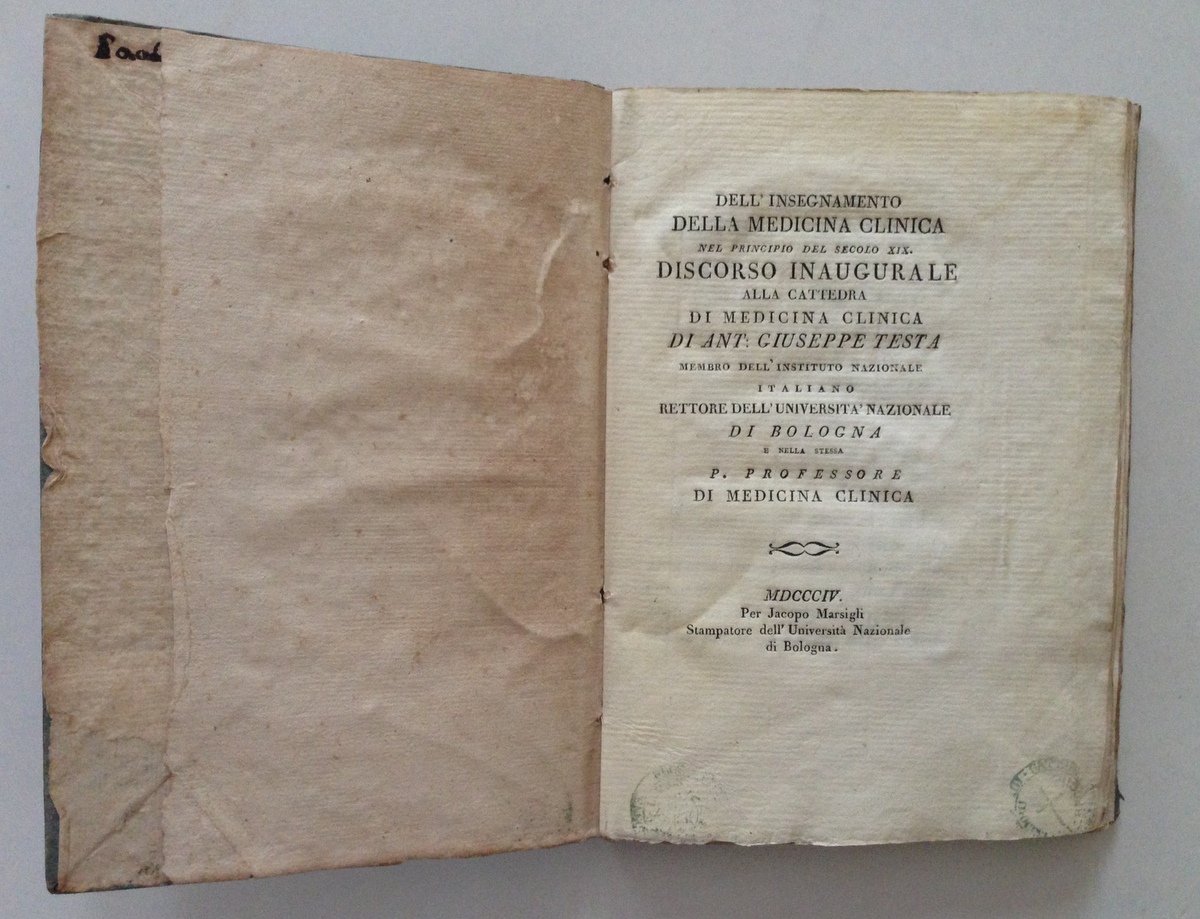 DELL' INSEGNAMENTO
DELLA MEDICINA CLINICA
NEL PRINCIPIO DEL SECOLO XIX.
DISCORSO INAUGURALE
ALLA CATTEDRA
DI MEDICINA CLINICA
DI ANT: GIUSEPPE TESTA
MEMBRO DELL'INSTITUTO NAZIONALE
ITALIANO
RETTORE DELL'UNIVERSITA' NAZIONALE
DI BOLOGNA
E NELLA STESSA
P. PROFESSORE
DI MEDICINA CLINICA
MDCCCIV.
Per Jacopo Marsigli
Stampatore dell' Università Nazionale
di Bologna.